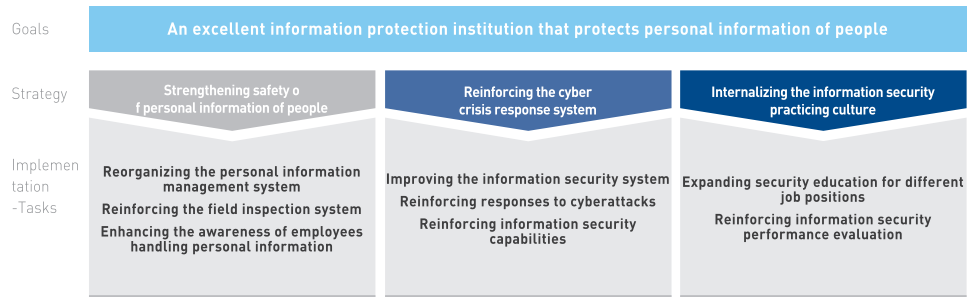 Goals
An excellent information protection institution that protects personal information of people
Strategy
Strengthening safety o
f personal information of people
Reinforcing the cyber
crisis response system
Internalizing the information security
practicing culture
Implemen
tation
-Tasks
Reorganizing the personal information
management system
Reinforcing the field inspection system
Enhancing the awareness of employees
handling personal information
Improving the information security system
Reinforcing responses to cyberattacks
Reinforcing information security
capabilities
Expanding security education for different
job positions
Reinforcing information security
performance evaluation